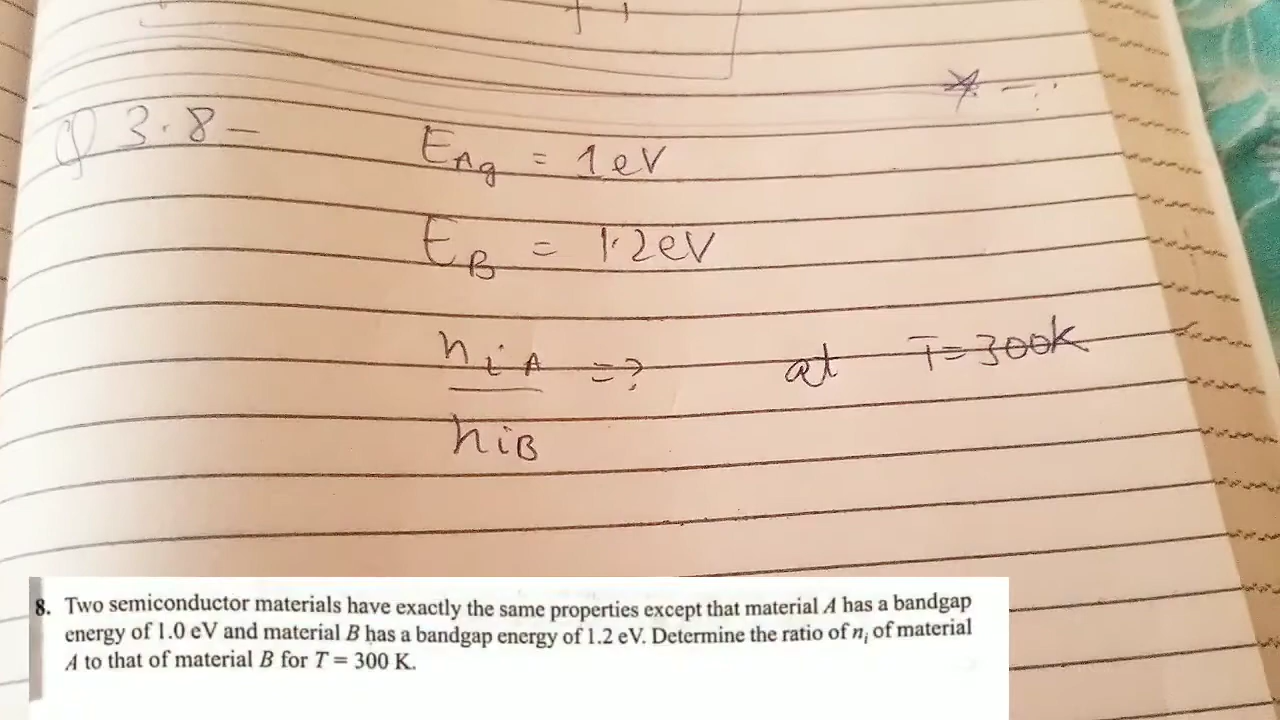 Q 3.8 -
E_Ag = 1eV
E_B = 1.2eV
n_iA = ? at T=300K
n_iB
8. Two semiconductor materials have exactly the same properties except that material A has a bandgap
energy of 1.0 eV and material B has a bandgap energy of 1.2 eV. Determine the ratio of n_i of material
A to that of material B for T = 300 K.